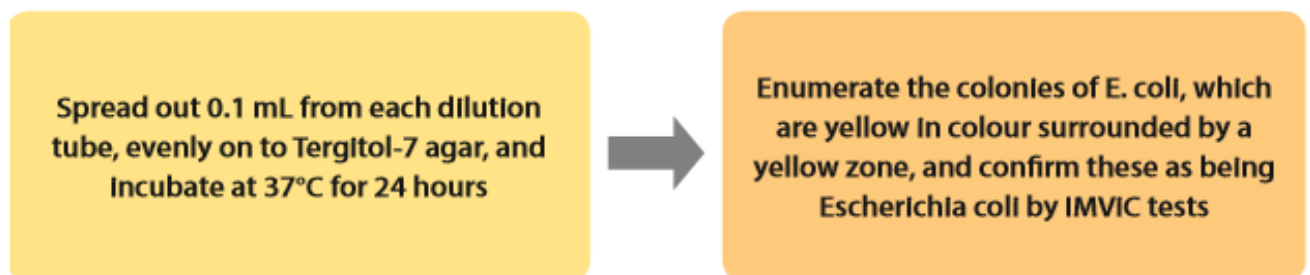 Spread out 0.1 mL from each dilution
tube, evenly on to Tergitol-7 agar, and
incubate at 37°C for 24 hours
Enumerate the colonies of E. coli, which
are yellow in colour surrounded by a
yellow zone, and confirm these as being
Escherichia coli by IMVIC tests